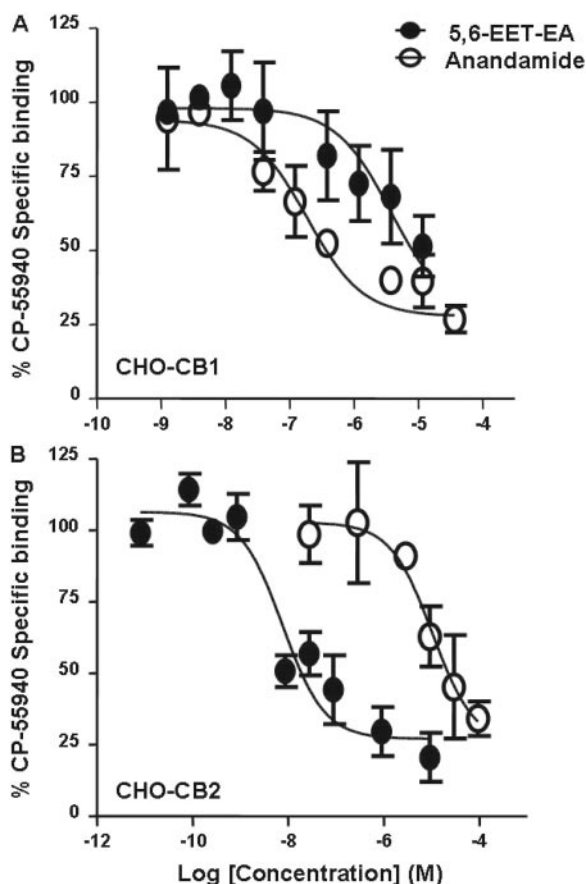 A
5,6-EET-EA
Anandamide
% CP-55940 Specific binding
125
100
75
50
25
0
CHO-CB1
-10
-9
-8
-7
-6
-5
-4
B
% CP-55940 Specific binding
125
100
75
50
25
0
CHO-CB2
-12
-10
-8
-6
-4
Log [Concentration] (M)